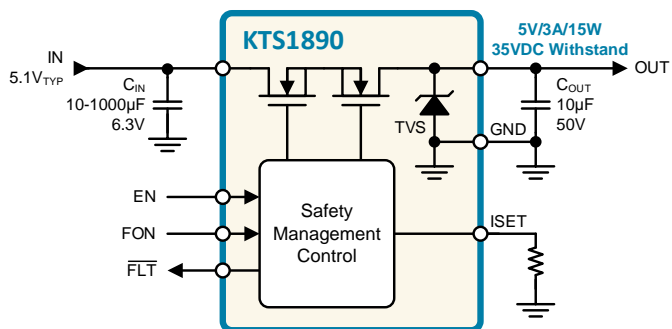 KTS1890
5V/3A/15W
35VDC Withstand
IN
OUT
5.1VTYP
CIN
10-1000µF
6.3V
COUT
10µF
50V
TVS
GND
EN
FON
FLT
Safety
Management
Control
ISET